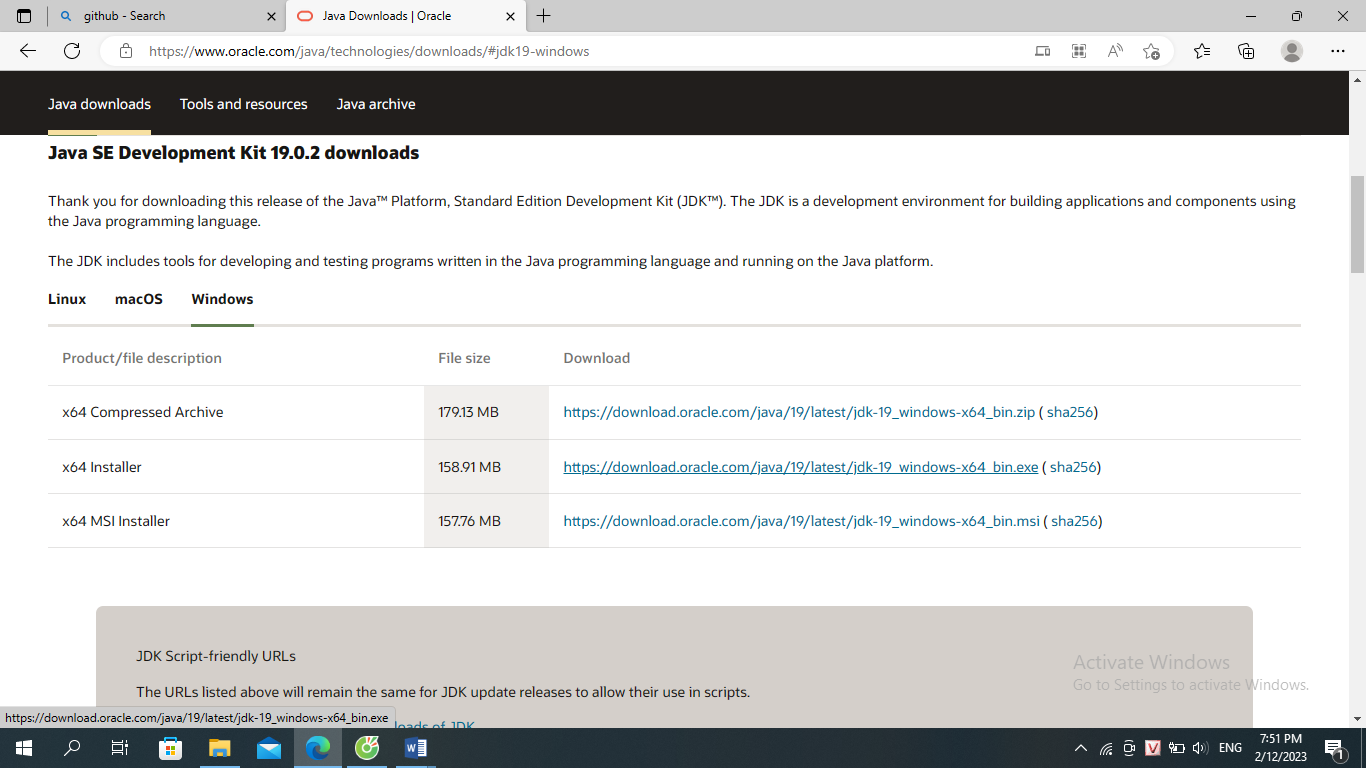 github - Search
Java Downloads | Oracle
https://www.oracle.com/java/technologies/downloads/#jdk19-windows
Java downloads Tools and resources Java archive
Java SE Development Kit 19.0.2 downloads
Thank you for downloading this release of the Java™ Platform, Standard Edition Development Kit (JDK™). The JDK is a development environment for building applications and components using
the Java programming language.
The JDK includes tools for developing and testing programs written in the Java programming language and running on the Java platform.
Linux macOS Windows
Product/file description File size Download
x64 Compressed Archive 179.13 MB https://download.oracle.com/java/19/latest/jdk-19_windows-x64_bin.zip ( sha256)
x64 Installer 158.91 MB https://download.oracle.com/java/19/latest/jdk-19_windows-x64_bin.exe ( sha256)
x64 MSI Installer 157.76 MB https://download.oracle.com/java/19/latest/jdk-19_windows-x64_bin.msi ( sha256)
JDK Script-friendly URLs
The URLs listed above will remain the same for JDK update releases to allow their use in scripts.
Activate Windows
Go to Settings to activate Windows.
https://download.oracle.com/java/19/latest/jdk-19_windows-x64_bin.exe
of JDK
ENG
7:51 PM
2/12/2023
1